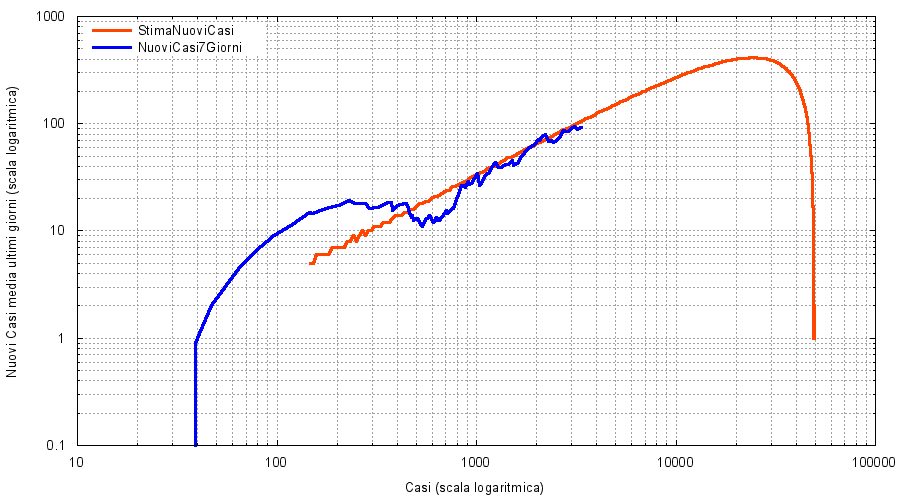 1000
StimaNuoviCasi
NuoviCasi7Giorni
100
10
1
0.1
Nuovi Casi media ultimi giorni (scala logaritmica)
10 100 1000 10000 100000
Casi (scala logaritmica)